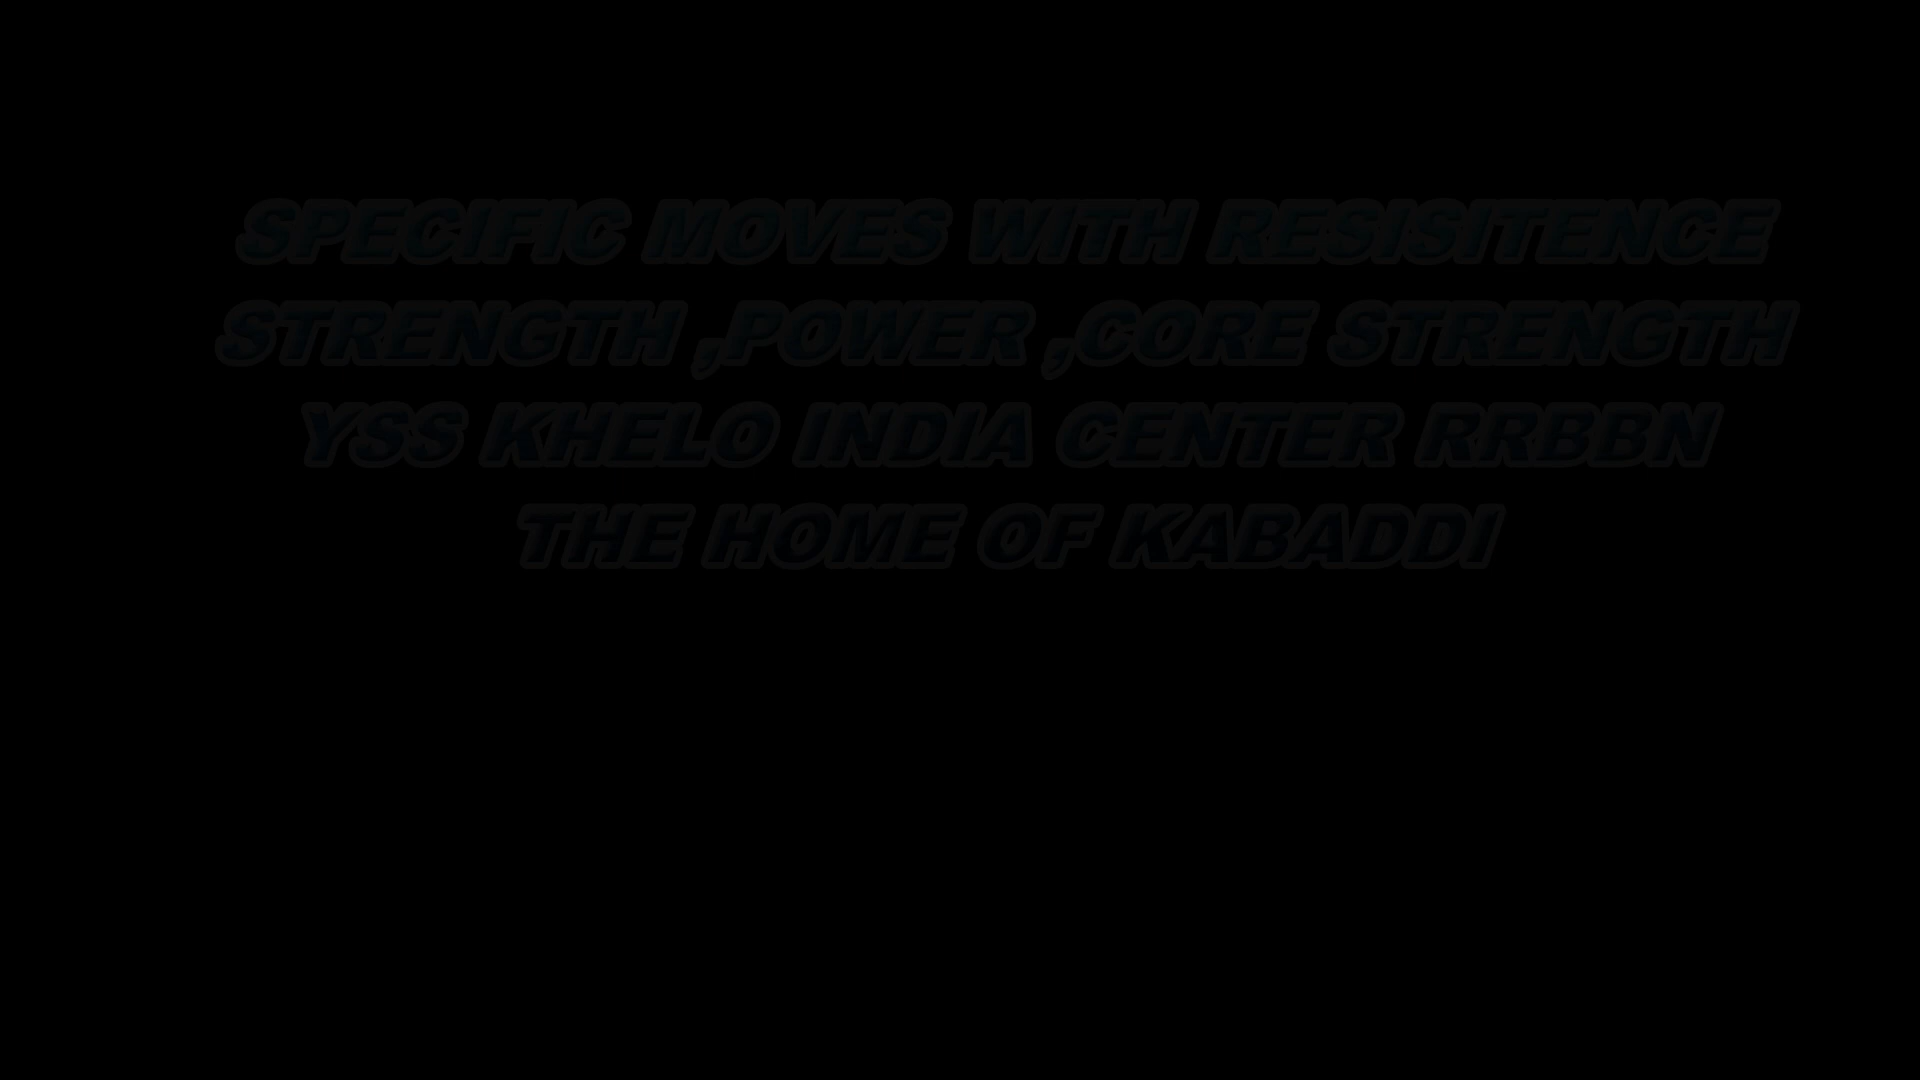 SPECIFIC MOVES WITH RESISITENCE
STRENGTH ,POWER ,CORE STRENGTH
YSS KHELO INDIA CENTER RRBBN
THE HOME OF KABADDI